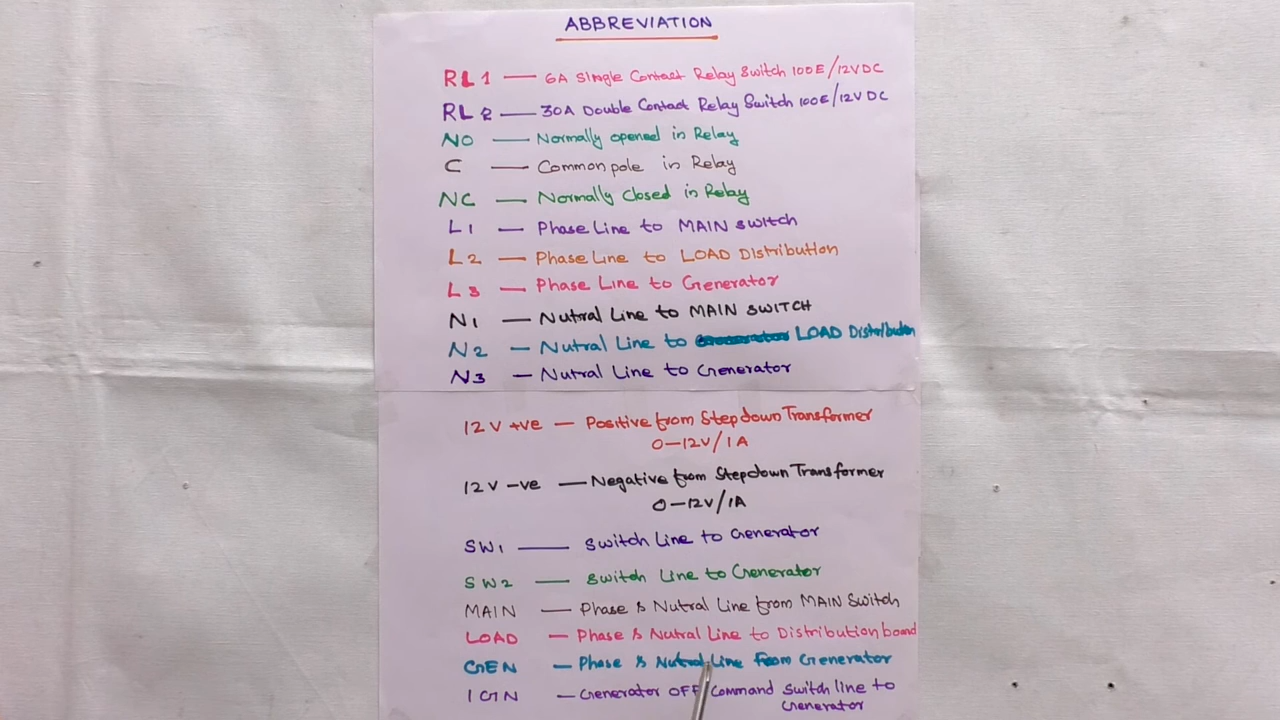 ABBREVIATION
RL1 — 6A Single Contact Relay Switch 100E/12VDC
RL2 — 30A Double Contact Relay Switch 100E/12V DC
NO — Normally opened in Relay
C — Common pole in Relay
NC — Normally Closed in Relay
L1 — Phase Line to MAIN switch
L2 — Phase Line to LOAD Distribution
L3 — Phase Line to Generator
N1 — Nutral Line to MAIN SWITCH
N2 — Nutral Line to LOAD Distribution
N3 — Nutral Line to Generator
12V +ve — Positive from Stepdown Transformer
0-12V/1A
12V -ve — Negative from Stepdown Transformer
0-12V/1A
SW1 — Switch Line to Generator
SW2 — Switch Line to Generator
MAIN — Phase & Nutral Line from MAIN Switch
LOAD — Phase & Nutral Line to Distribution board
GEN — Phase & Nutral Line From Generator
IGN — Generator OFF Command Switch line to
Generator